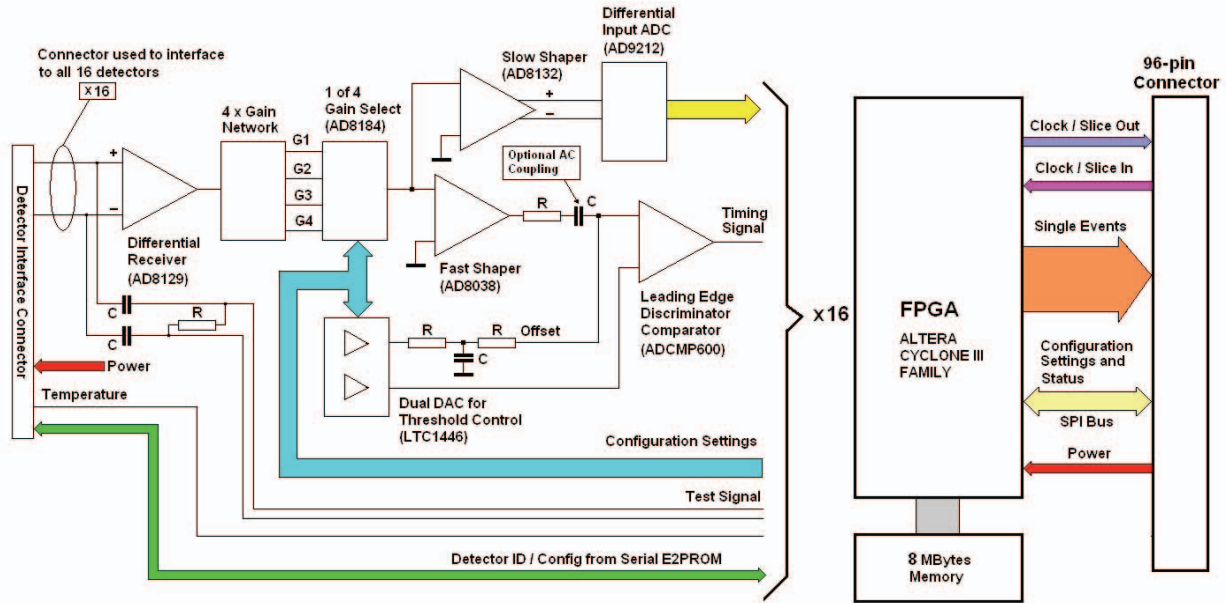 Connector used to interface
to all 16 detectors
x16
Detector Interface Connector
+
−
Differential
Receiver
(AD8129)
4 x Gain
Network
G1
G2
G3
G4
1 of 4
Gain Select
(AD8184)
Slow Shaper
(AD8132)
+
−
Differential
Input ADC
(AD9212)
Optional AC
Coupling
R
C
Fast Shaper
(AD8038)
Timing
Signal
Leading Edge
Discriminator
Comparator
(ADCMP600)
C
R
C
R
R
Offset
C
Dual DAC for
Threshold Control
(LTC1446)
Power
Temperature
Configuration Settings
Test Signal
Detector ID / Config from Serial E2PROM
x16
FPGA
ALTERA
CYCLONE III
FAMILY
8 MBytes
Memory
96-pin
Connector
Clock / Slice Out
Clock / Slice In
Single Events
Configuration
Settings and
Status
SPI Bus
Power